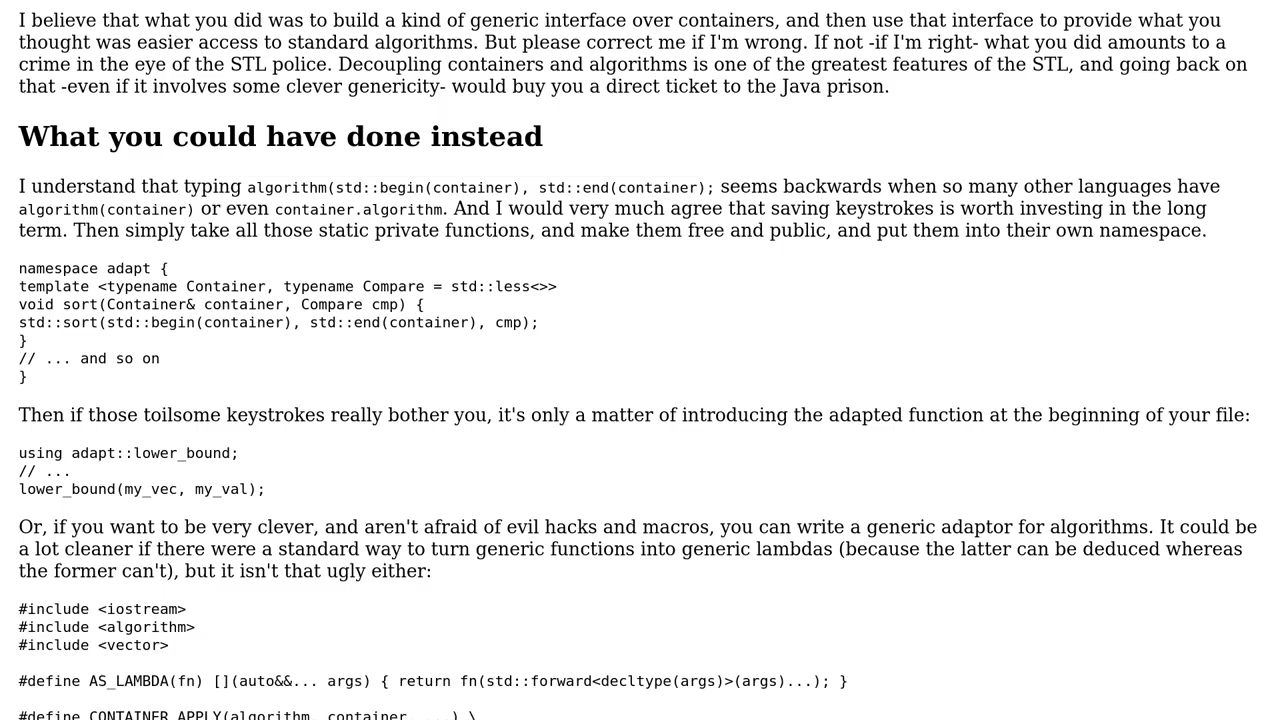 I believe that what you did was to build a kind of generic interface over containers, and then use that interface to provide what you
thought was easier access to standard algorithms. But please correct me if I'm wrong. If not -if I'm right- what you did amounts to a
crime in the eye of the STL police. Decoupling containers and algorithms is one of the greatest features of the STL, and going back on
that -even if it involves some clever genericity- would buy you a direct ticket to the Java prison.
What you could have done instead
I understand that typing algorithm(std::begin(container), std::end(container); seems backwards when so many other languages have
algorithm(container) or even container.algorithm. And I would very much agree that saving keystrokes is worth investing in the long
term. Then simply take all those static private functions, and make them free and public, and put them into their own namespace.
namespace adapt {
template <typename Container, typename Compare = std::less<>>
void sort(Container& container, Compare cmp) {
std::sort(std::begin(container), std::end(container), cmp);
}
// ... and so on
}
Then if those toilsome keystrokes really bother you, it's only a matter of introducing the adapted function at the beginning of your file:
using adapt::lower_bound;
// ...
lower_bound(my_vec, my_val);
Or, if you want to be very clever, and aren't afraid of evil hacks and macros, you can write a generic adaptor for algorithms. It could be
a lot cleaner if there were a standard way to turn generic functions into generic lambdas (because the latter can be deduced whereas
the former can't), but it isn't that ugly either:
#include <iostream>
#include <algorithm>
#include <vector>
#define AS_LAMBDA(fn) [](auto&&... args) { return fn(std::forward<decltype(args)>(args)...); }
#define CONTAINER_APPLY(algorithm, container, ...) \